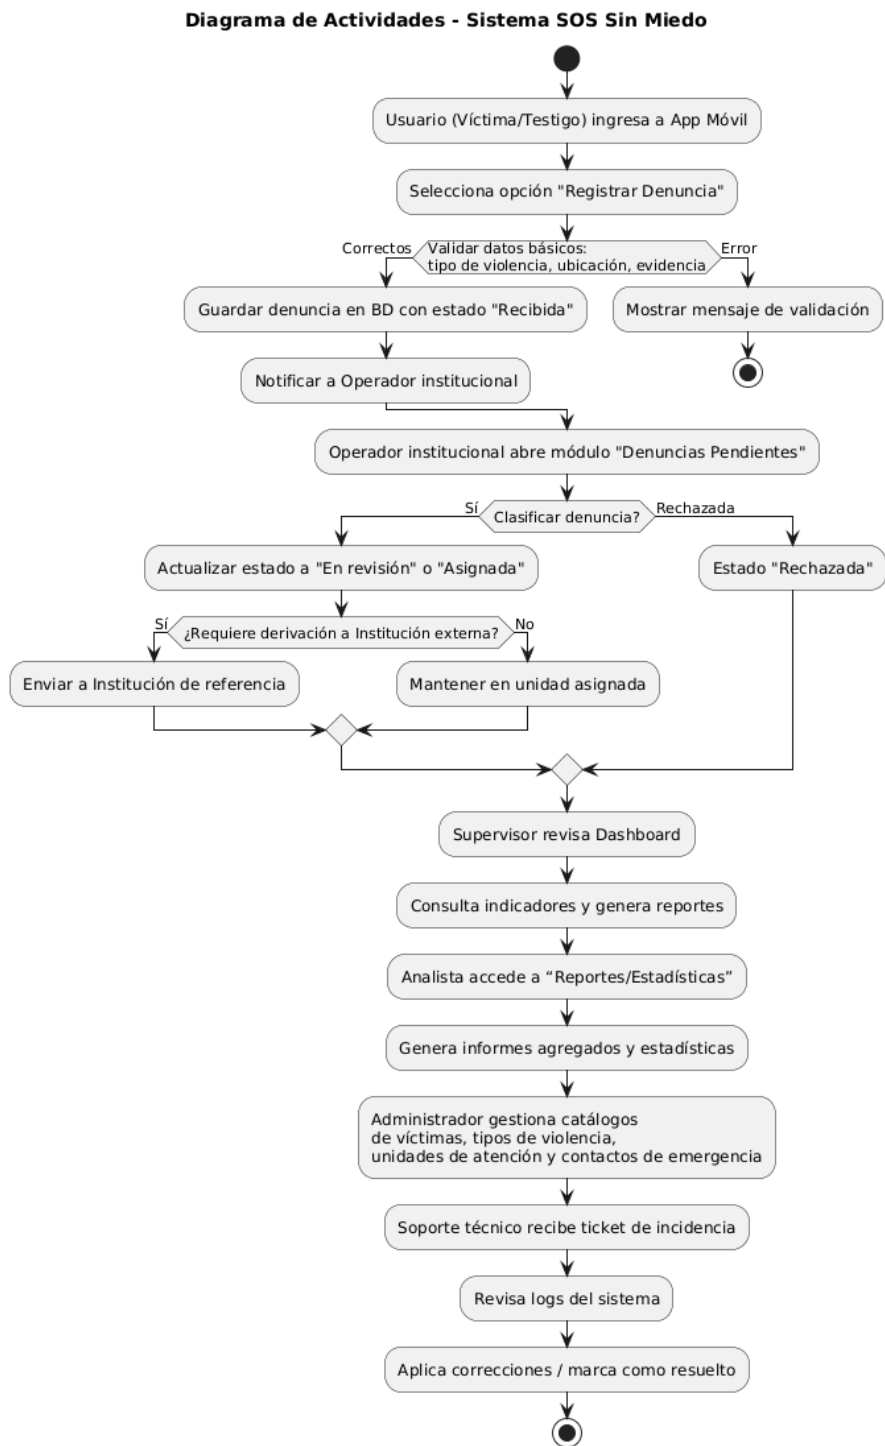 Diagrama de Actividades - Sistema SOS Sin Miedo
Usuario (Víctima/Testigo) ingresa a App Móvil
Selecciona opción "Registrar Denuncia"
Correctos
Validar datos básicos:
tipo de violencia, ubicación, evidencia
Error
Guardar denuncia en BD con estado "Recibida"
Mostrar mensaje de validación
Notificar a Operador institucional
Operador institucional abre módulo "Denuncias Pendientes"
Sí
Clasificar denuncia?
Rechazada
Actualizar estado a "En revisión" o "Asignada"
Estado "Rechazada"
Sí
¿Requiere derivación a Institución externa?
No
Enviar a Institución de referencia
Mantener en unidad asignada
Supervisor revisa Dashboard
Consulta indicadores y genera reportes
Analista accede a “Reportes/Estadísticas”
Genera informes agregados y estadísticas
Administrador gestiona catálogos
de víctimas, tipos de violencia,
unidades de atención y contactos de emergencia
Soporte técnico recibe ticket de incidencia
Revisa logs del sistema
Aplica correcciones / marca como resuelto